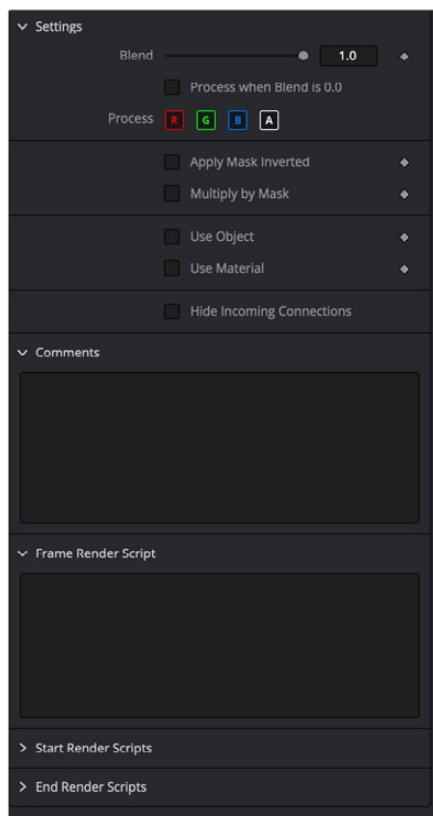 Settings
Blend 1.0
Process when Blend is 0.0
Process R G B A
Apply Mask Inverted
Multiply by Mask
Use Object
Use Material
Hide Incoming Connections
Comments
Frame Render Script
Start Render Scripts
End Render Scripts